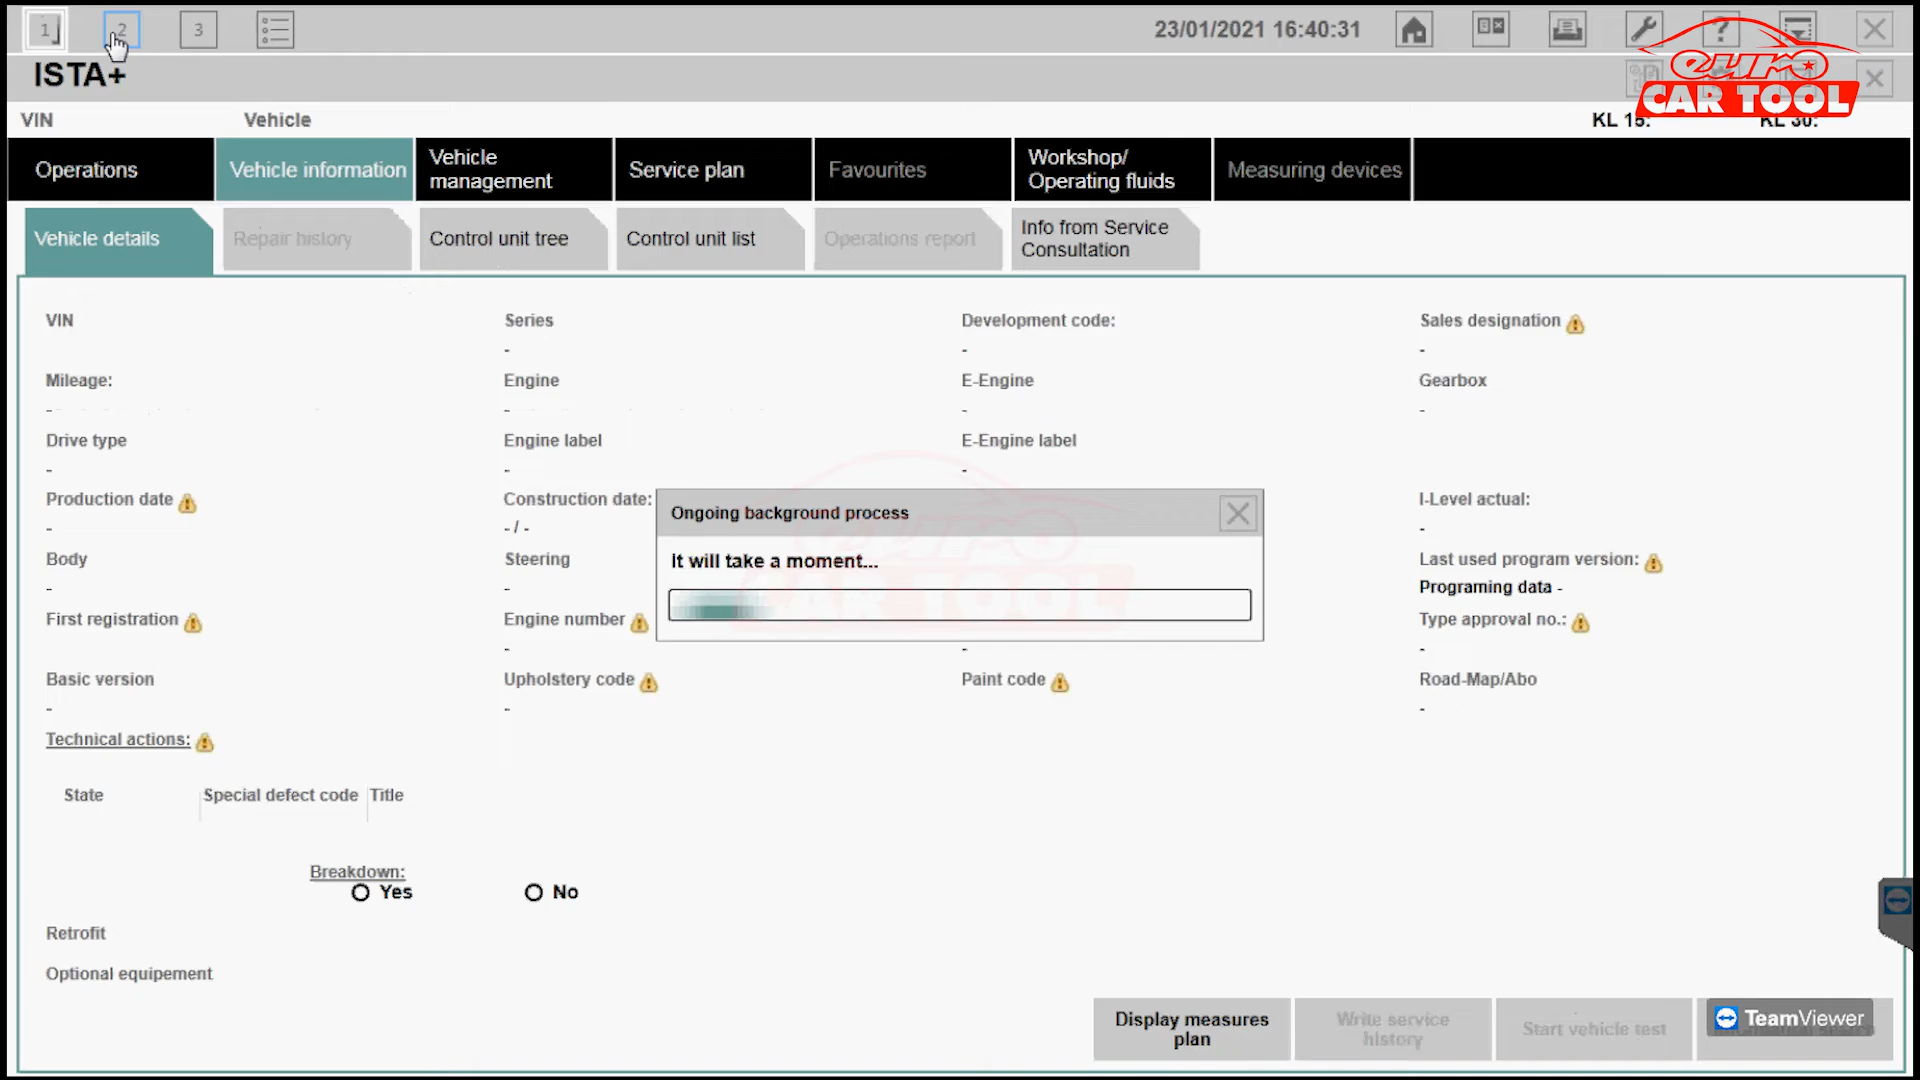 1
2
3
23/01/2021 16:40:31
?
euro
CAR TOOL
ISTA+
VIN
Vehicle
KL 15:
KL 30:
Operations
Vehicle information
Vehicle
management
Service plan
Favourites
Workshop/
Operating fluids
Measuring devices
Vehicle details
Repair history
Control unit tree
Control unit list
Operations report
Info from Service
Consultation
VIN
Series
-
Development code:
-
Sales designation
-
Mileage:
-
Engine
-
E-Engine
-
Gearbox
-
Drive type
-
Engine label
-
E-Engine label
-
Production date
-
Construction date:
- / -
I-Level actual:
-
Body
-
Steering
-
Last used program version:
Programing data -
First registration
Engine number
-
-
Type approval no.:
-
Basic version
-
Upholstery code
-
Paint code
Road-Map/Abo
-
Technical actions:
Ongoing background process
It will take a moment...
euro
CAR TOOL
State
Special defect code
Title
Breakdown:
Yes
No
Retrofit
Optional equipement
Display measures
plan
Write service
history
Start vehicle test
TeamViewer